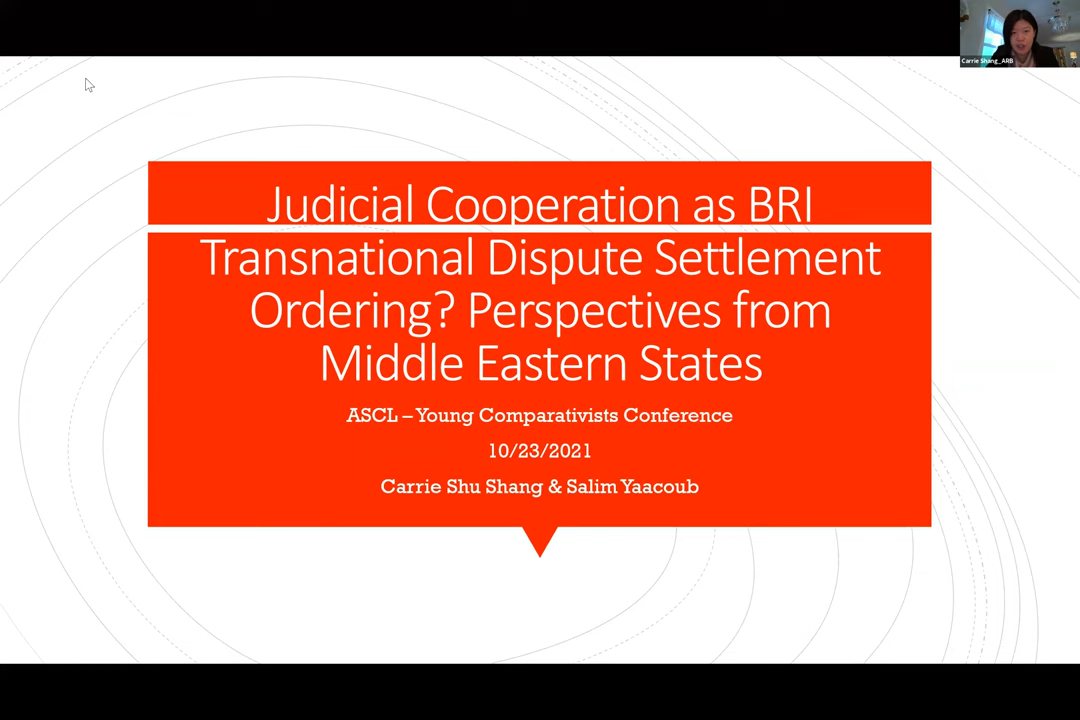 Carrie Shang_ARB
Judicial Cooperation as BRI
Transnational Dispute Settlement
Ordering? Perspectives from
Middle Eastern States
ASCL – Young Comparativists Conference
10/23/2021
Carrie Shu Shang & Salim Yaacoub